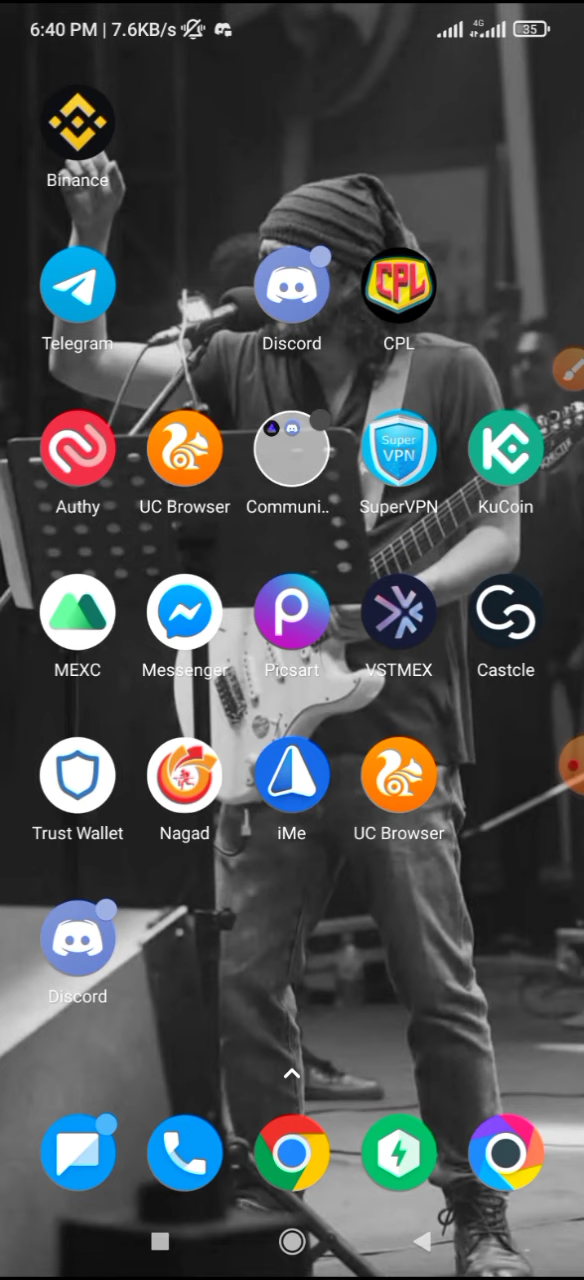 6:40 PM | 7.6KB/s
4G
35
Binance
Telegram
Discord
CPL
CPL
Super
VPN
Authy
UC Browser
Communi..
SuperVPN
KuCoin
MEXC
Messenger
Picsart
VSTMEX
Castcle
Trust Wallet
Nagad
iMe
UC Browser
Discord